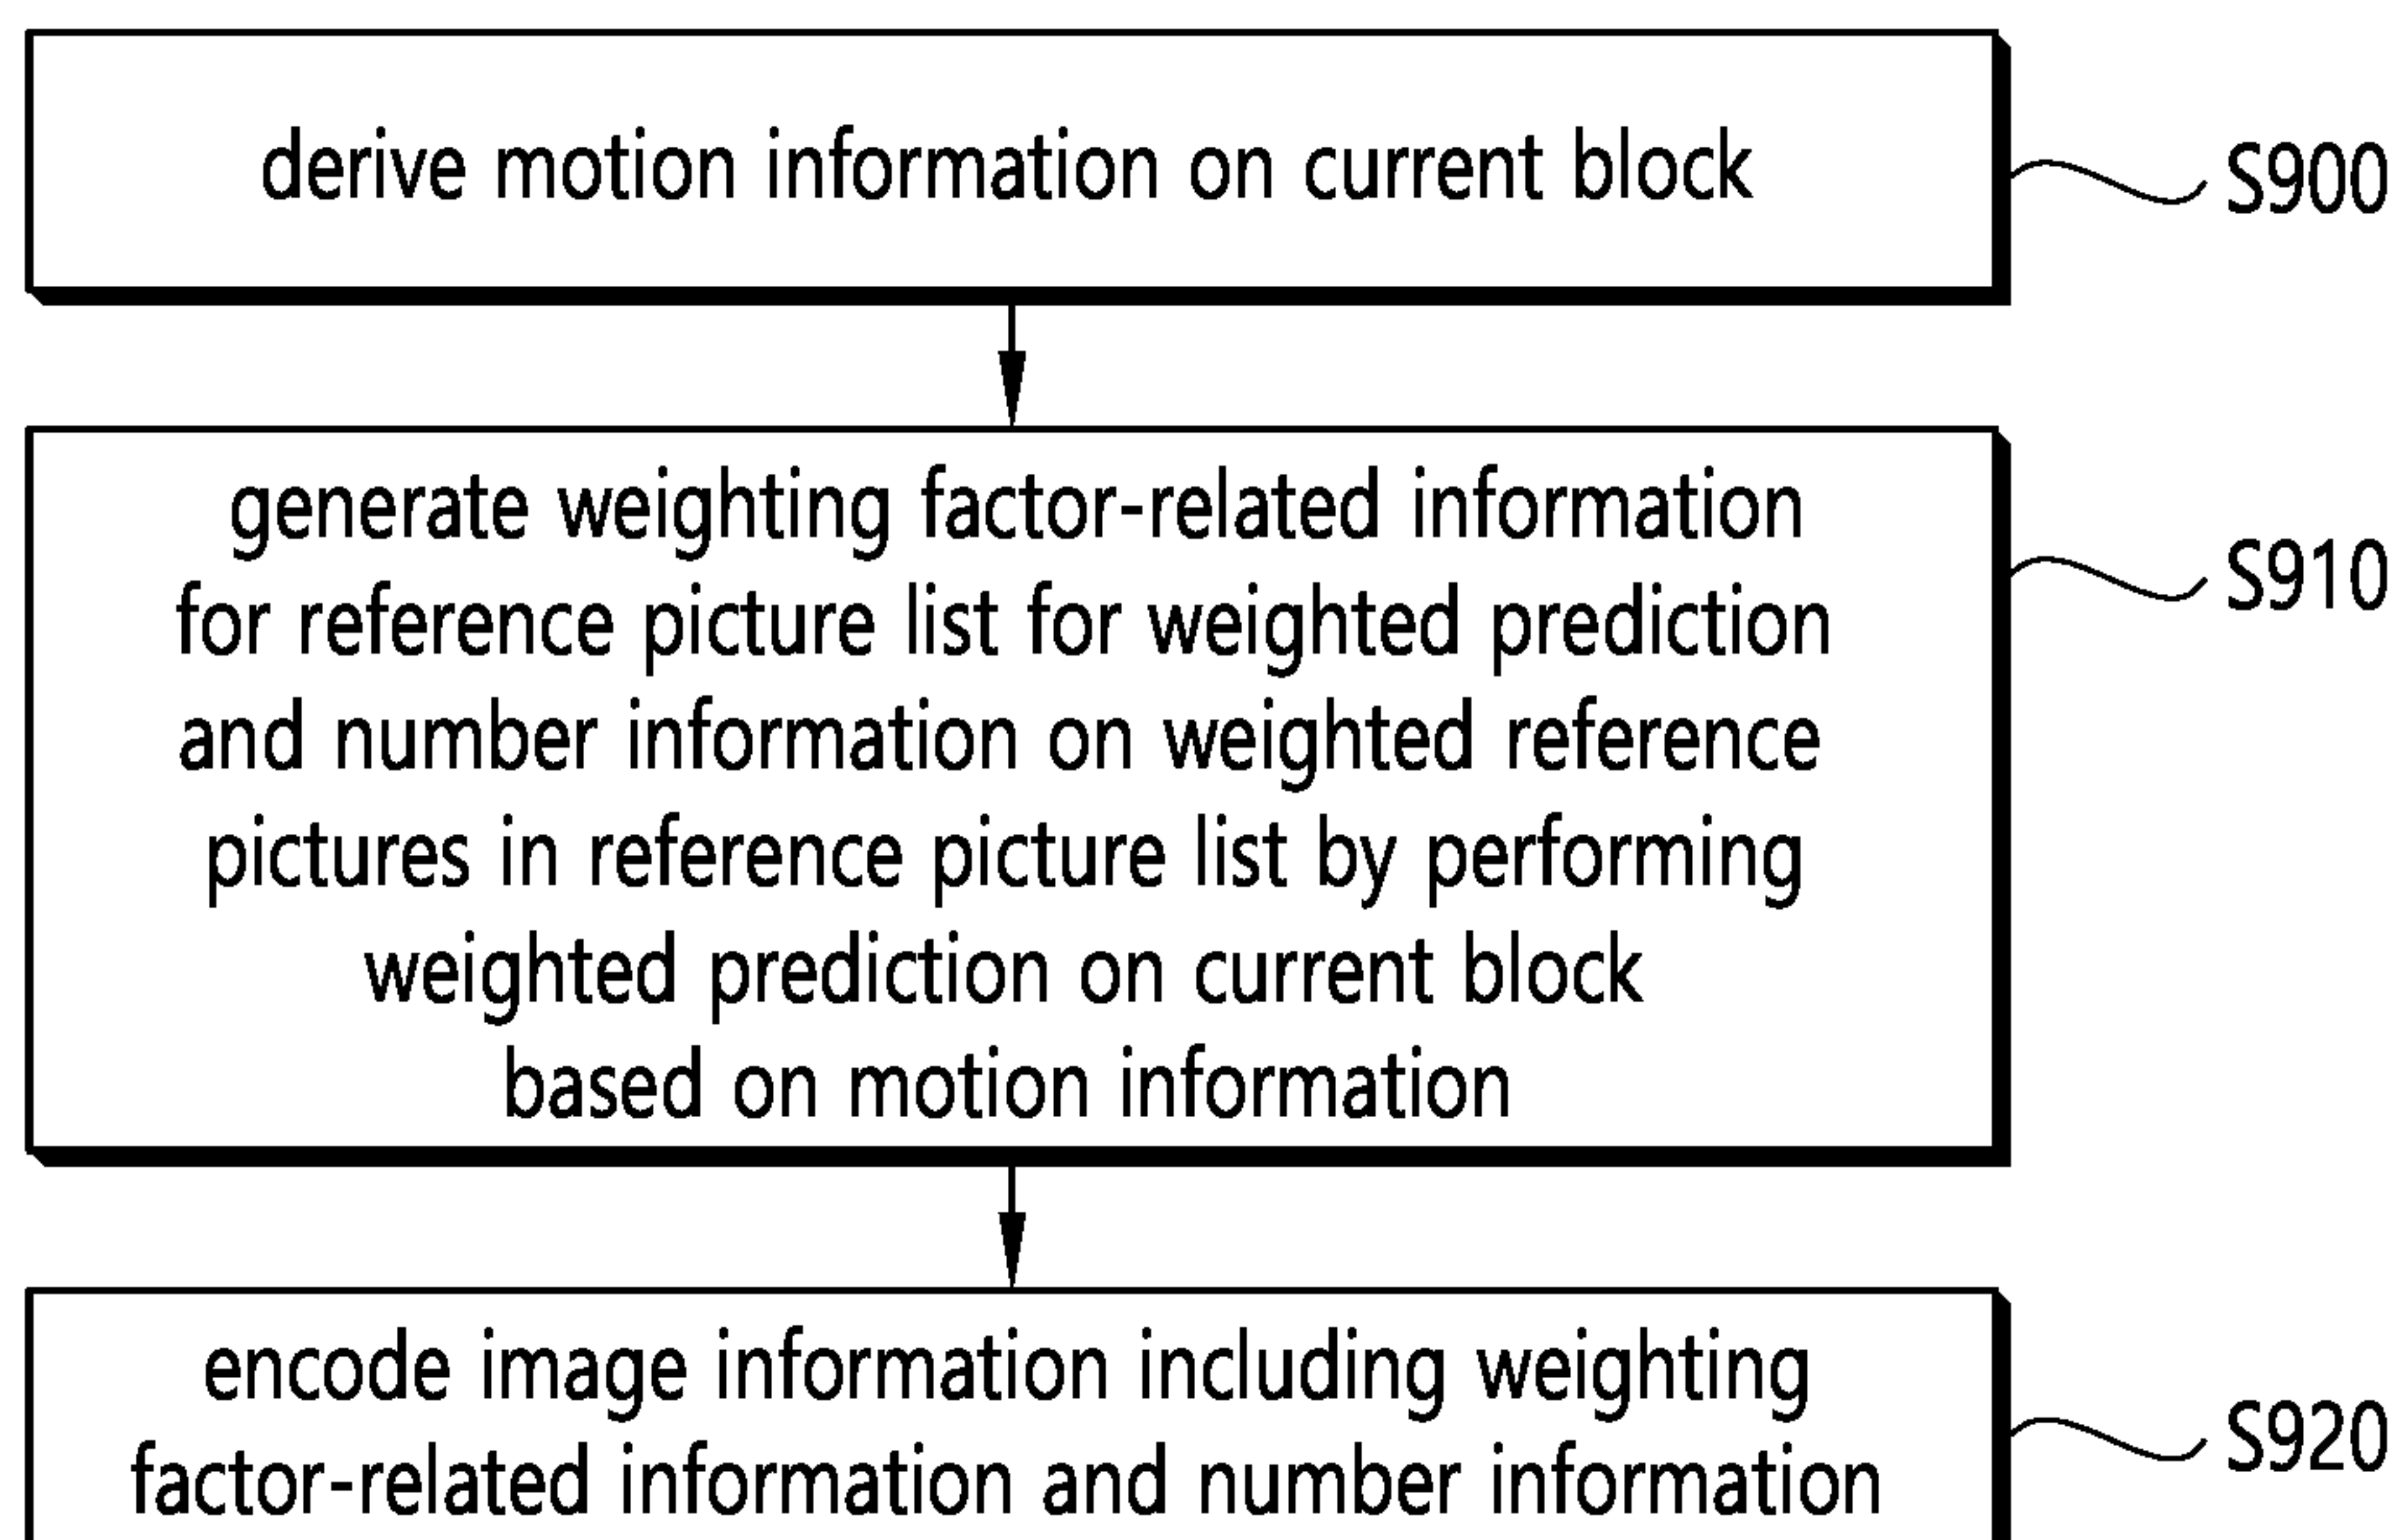 derive motion information on current block
S900
generate weighting factor-related information
for reference picture list for weighted prediction
and number information on weighted reference
pictures in reference picture list by performing
weighted prediction on current block
based on motion information
S910
encode image information including weighting
factor-related information and number information
S920